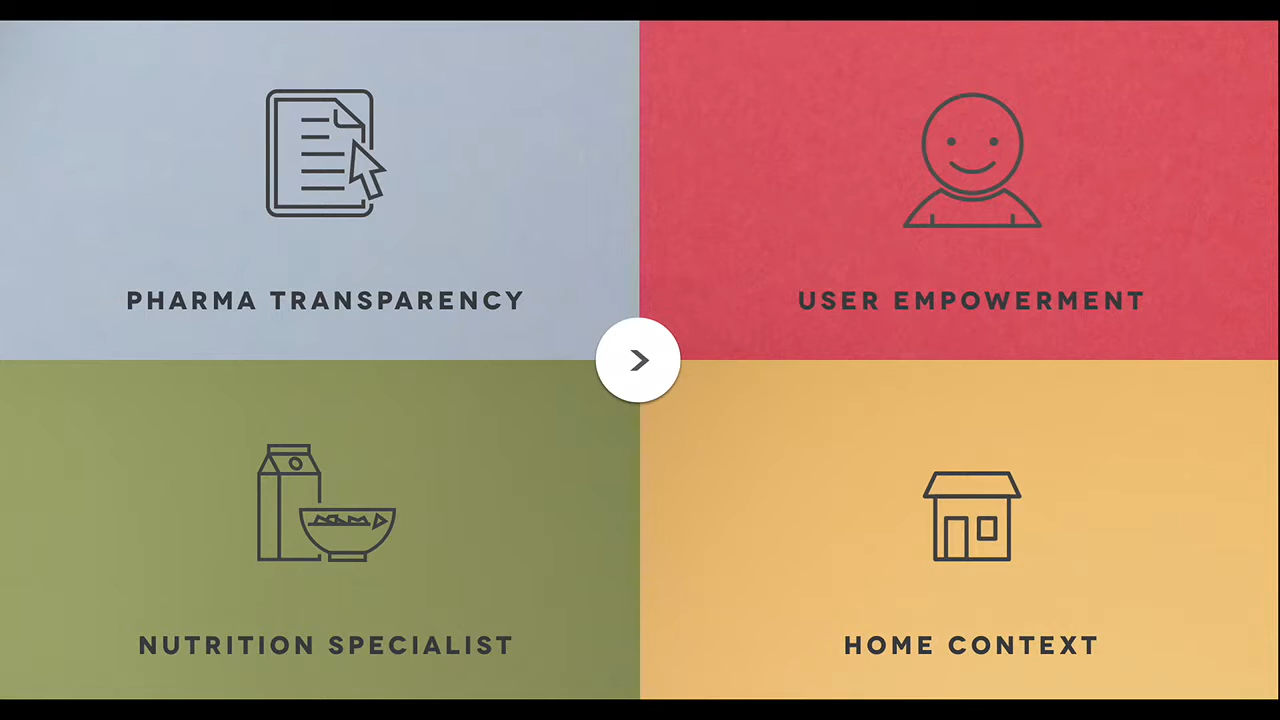 PHARMA TRANSPARENCY
USER EMPOWERMENT
NUTRITION SPECIALIST
HOME CONTEXT